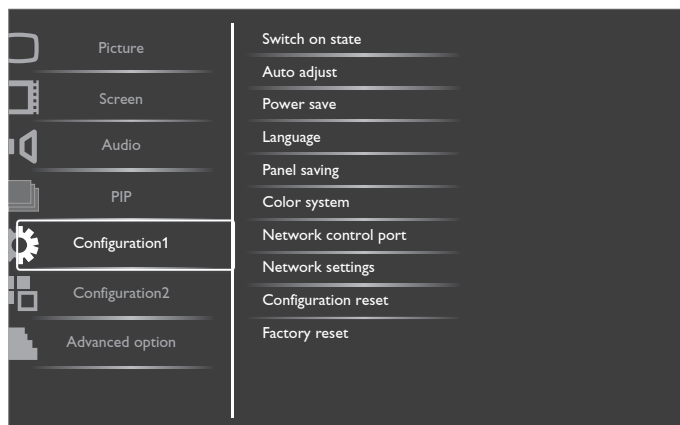 Picture
Screen
Audio
PIP
Configuration1
Configuration2
Advanced option
Switch on state
Auto adjust
Power save
Language
Panel saving
Color system
Network control port
Network settings
Configuration reset
Factory reset